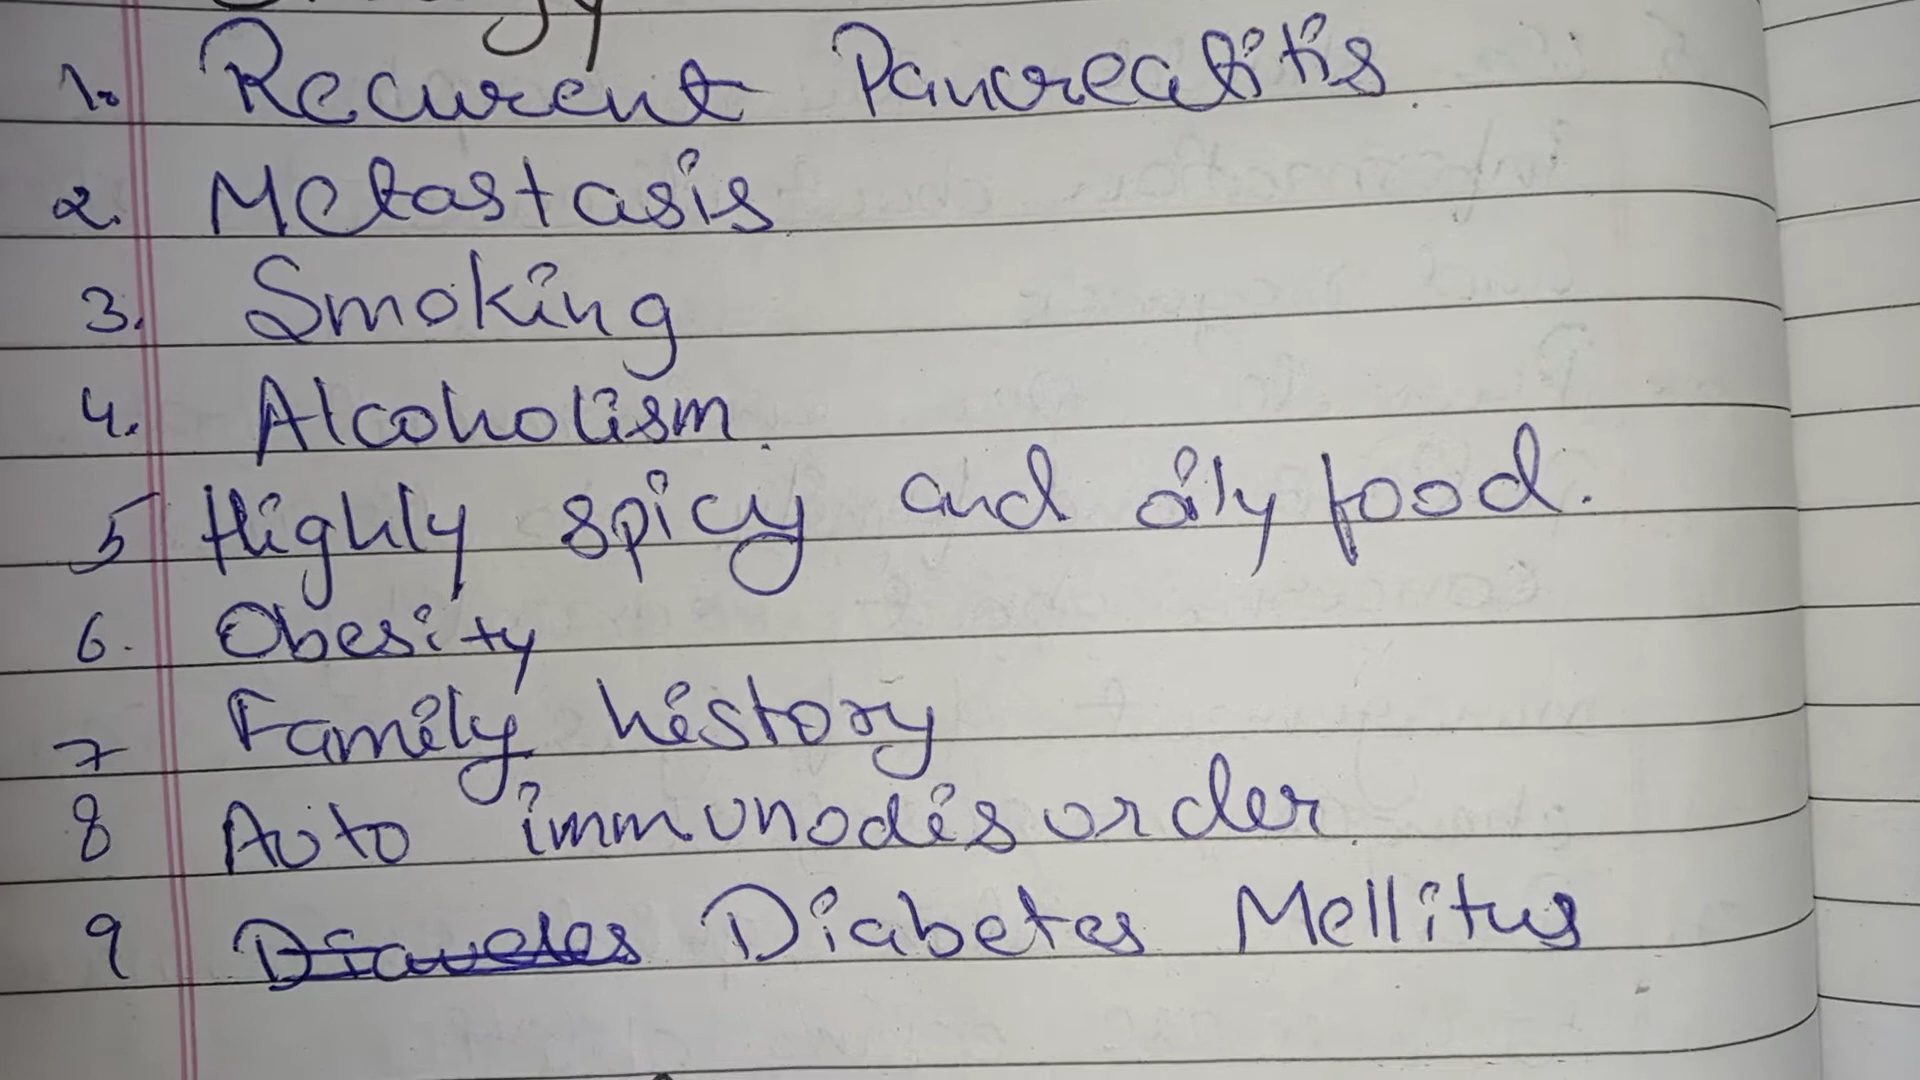 1. Recurent Pancreatitis
2. Metastasis
3. Smoking
4. Alcoholism.
5 Highly spicy and oily food.
6. Obesity
7 Family history
8 Auto immunodisorder
9 Diabetes Mellitus